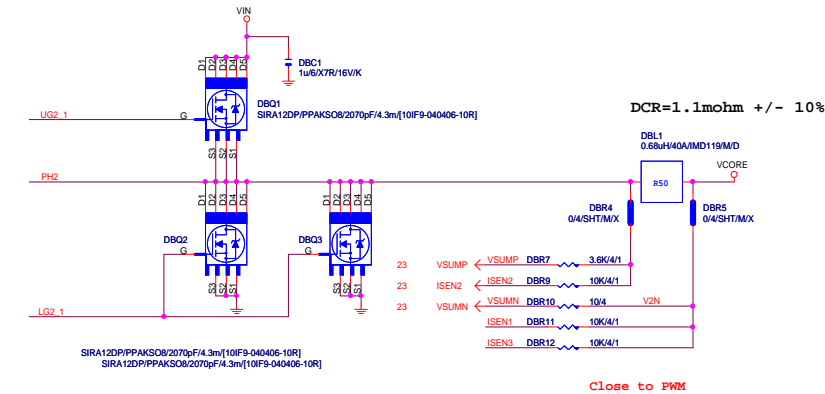 VIN
D1 D2 D3 D4 D5
DBC1
1u/6/X7R/16V/K
DBQ1
SIRA12DP/PPAKSO8/2070pF/4.3m/[10IF9-040406-10R]
UG2_1
G
S3 S2 S1
DCR=1.1mohm +/- 10%
DBL1
0.68uH/40A/IMD119/M/D
VCORE
R50
PH2
D1 D2 D3 D4 D5
D1 D2 D3 D4 D5
DBR4
0/4/SHT/M/X
DBR5
0/4/SHT/M/X
DBQ2
G
DBQ3
G
S3 S2 S1
S3 S2 S1
23 VSUMP VSUMP DBR7 3.6K/4/1
23 ISEN2 ISEN2 DBR9 10K/4/1
23 VSUMN VSUMN DBR10 10/4 V2N
LG2_1
ISEN1 DBR11 10K/4/1
ISEN3 DBR12 10K/4/1
SIRA12DP/PPAKSO8/2070pF/4.3m/[10IF9-040406-10R]
SIRA12DP/PPAKSO8/2070pF/4.3m/[10IF9-040406-10R]
Close to PWM